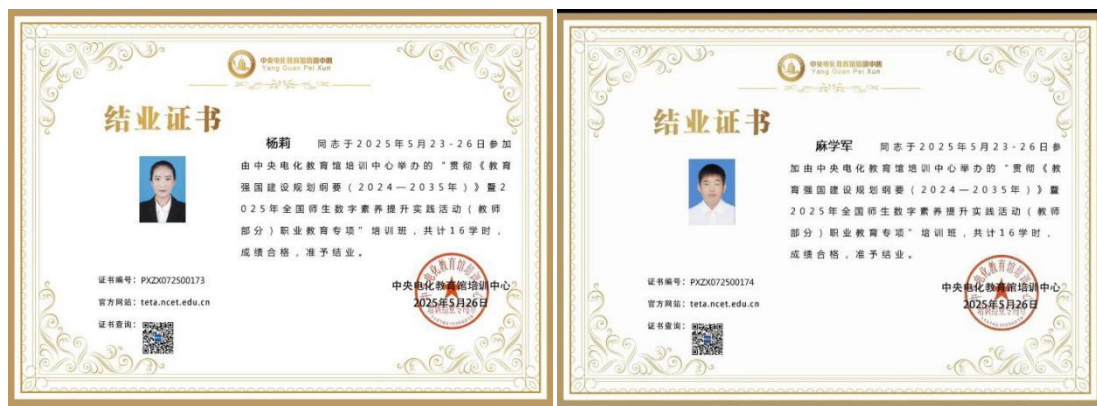 中央电化教育馆培训中心
Yang Guan Pei Xun
结业证书
杨莉 同志于2025年5月23-26日参加
由中央电化教育馆培训中心举办的“贯彻《教育
强国建设规划纲要(2024—2035年)》暨2
025年全国师生数字素养提升实践活动(教师
部分)职业教育专项”培训班,共计16学时,
成绩合格,准予结业。
证书编号:PXZX072500173
官方网站:teta.ncet.edu.cn
证书查询:
中央电化教育馆培训中心
2025年5月26日
中央电化教育馆培训中心
Yang Guan Pei Xun
结业证书
麻学军 同志于2025年5月23-26日参
加由中央电化教育馆培训中心举办的“贯彻《教
育强国建设规划纲要(2024—2035年)》暨
2025年全国师生数字素养提升实践活动(教师
部分)职业教育专项”培训班,共计16学时,
成绩合格,准予结业。
证书编号:PXZX072500174
官方网站:teta.ncet.edu.cn
证书查询:
中央电化教育馆培训中心
2025年5月26日